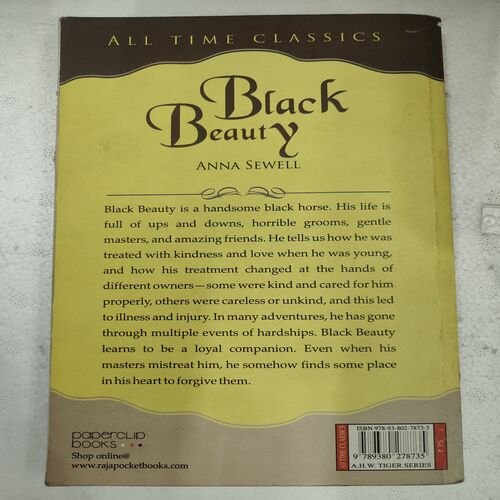 ALL TIME CLASSICS
Black
Beauty
ANNA SEWELL
Black Beauty is a handsome black horse. His life is
full of ups and downs, horrible grooms, gentle
masters, and amazing friends. He tells us how he was
treated with kindness and love when he was young,
and how his treatment changed at the hands of
different owners—some were kind and cared for him
properly, others were careless or unkind, and this led
to illness and injury. In many adventures, he has gone
through multiple events of hardships. Black Beauty
learns to be a loyal companion. Even when his
masters mistreat him, he somehow finds some place
in his heart to forgive them.
paperclip
books
Shop online@
www.rajapocketbooks.com
ISBN 978-93-802-7873-5
9 789380 278735
A.H.W. TIGER SERIES
₹75